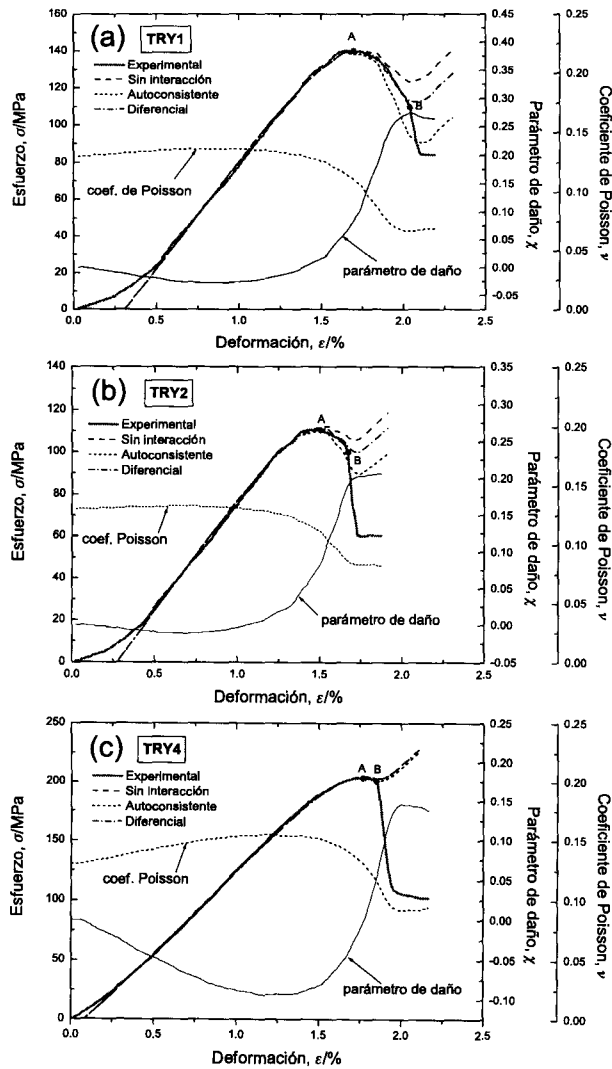 (a) TRY1
Experimental
Sin interacción
Autoconsistente
Diferencial
A
B
coef. de Poisson
parámetro de daño
Esfuerzo, σ/MPa
160
140
120
100
80
60
40
20
0
0.0 0.5 1.0 1.5 2.0 2.5
Deformación, ε/%
0.45
0.40
0.35
0.30
0.25
0.20
0.15
0.10
0.05
0.00
-0.05
Parámetro de daño, χ
0.25
0.20
0.15
0.10
0.05
0.00
Coeficiente de Poisson, ν
(b) TRY2
Experimental
Sin interacción
Autoconsistente
Diferencial
A
B
coef. Poisson
parámetro de daño
Esfuerzo, σ/MPa
140
120
100
80
60
40
20
0
0.0 0.5 1.0 1.5 2.0 2.5
Deformación, ε/%
0.35
0.30
0.25
0.20
0.15
0.10
0.05
0.00
-0.05
Parámetro de daño, χ
0.25
0.20
0.15
0.10
0.05
0.00
Coeficiente de Poisson, ν
(c) TRY4
Experimental
Sin interacción
Autoconsistente
Diferencial
A
B
coef. Poisson
parámetro de daño
Esfuerzo, σ/MPa
250
200
150
100
75
50
25
0
0.0 0.5 1.0 1.5 2.0 2.5
Deformación, ε/%
0.25
0.20
0.15
0.10
0.05
0.00
-0.05
-0.10
Parámetro de daño, χ
0.25
0.20
0.15
0.10
0.05
0.00
Coeficiente de Poisson, ν